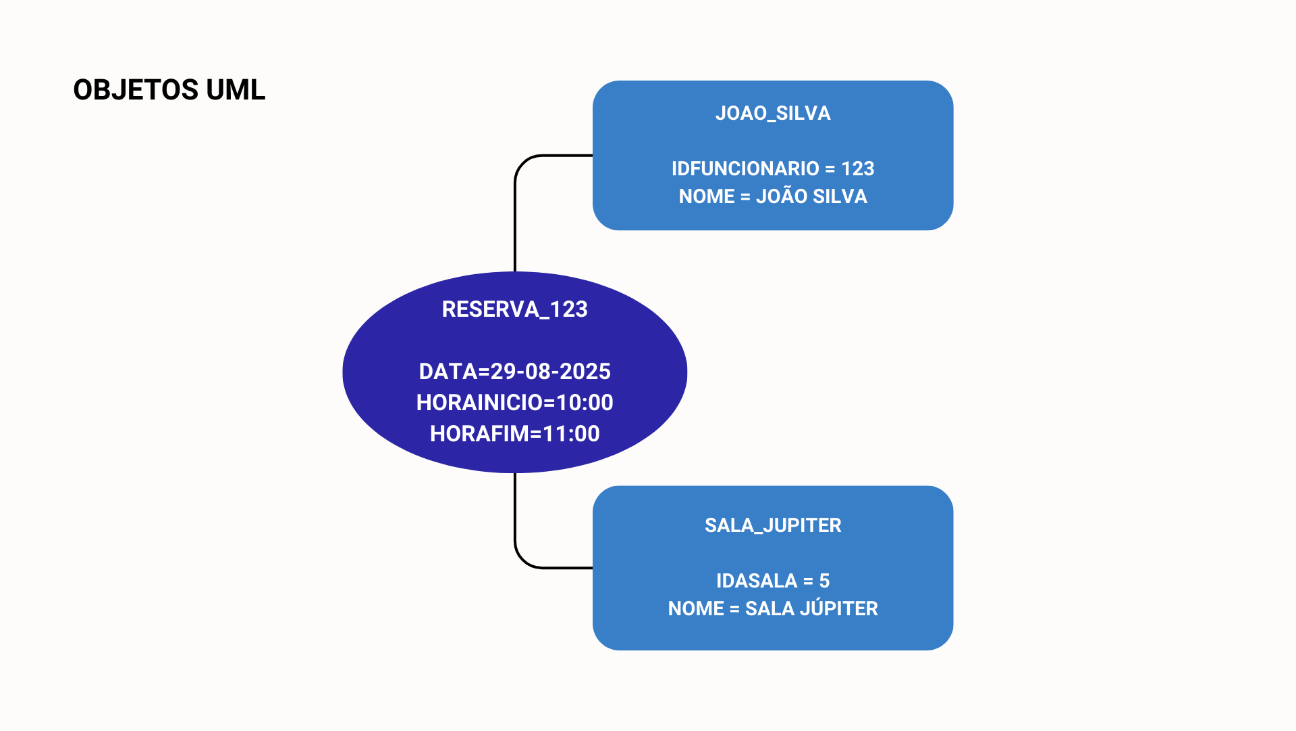 OBJETOS UML
JOAO_SILVA
IDFUNCIONARIO = 123
NOME = JOÃO SILVA
RESERVA_123
DATA=29-08-2025
HORAINICIO=10:00
HORAFIM=11:00
SALA_JUPITER
IDASALA = 5
NOME = SALA JÚPITER